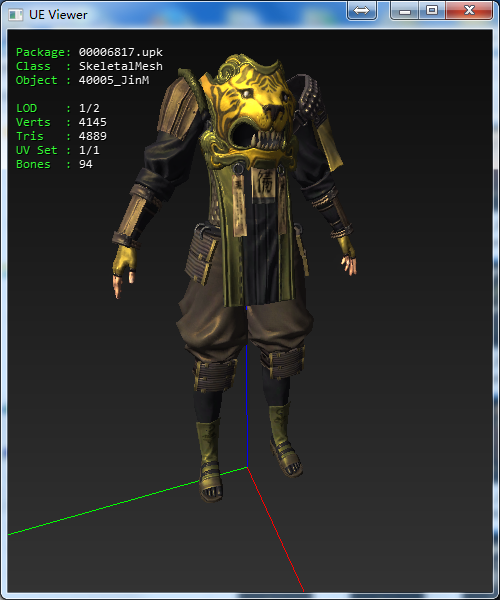 UE Viewer
Package: 00006817.upk
Class : SkeletalMesh
Object : 40005_JinM
LOD : 1/2
Verts : 4145
Tris : 4889
UV Set : 1/1
Bones : 94